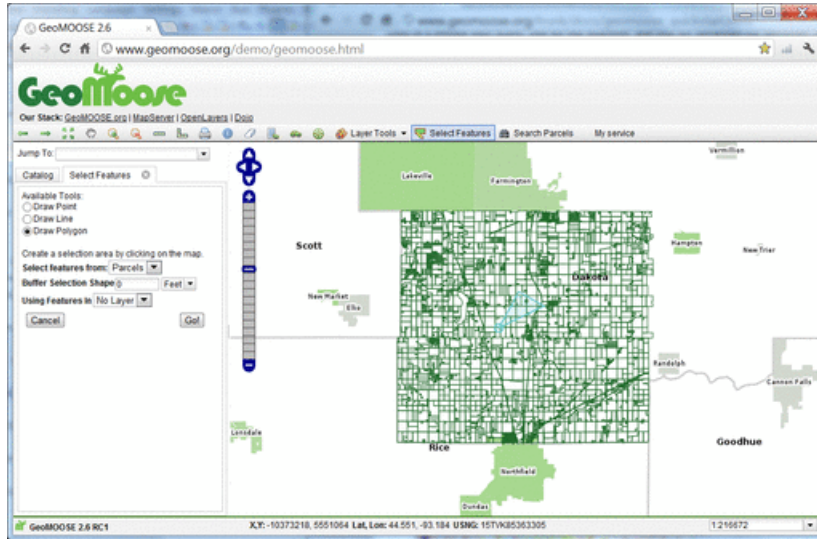 GeoMOOSE 2.6
www.geomoose.org/demo/geomoose.html
GeoMoose
Our Stack: GeoMOOSE.org | MapServer | OpenLayers | Dojo
Layer Tools Select Features Search Parcels My service
Jump To:
Catalog Select Features
Available Tools:
Draw Point
Draw Line
Draw Polygon
Create a selection area by clicking on the map.
Select features from: Parcels
Buffer Selection Shape 0 Feet
Using Features In No Layer
Cancel Go!
Vermillion
Lakeville
Farmington
Scott
Hampton
New Trier
Dakota
New Market
Elko
Randolph
Cannon Falls
Lonsdale
Rice
Goodhue
Northfield
Dundas
GeoMOOSE 2.6 RC1 X,Y: -10373218, 5551064 Lat, Lon: 44.551, -93.184 USNG: 15TVK85363305 1:216672